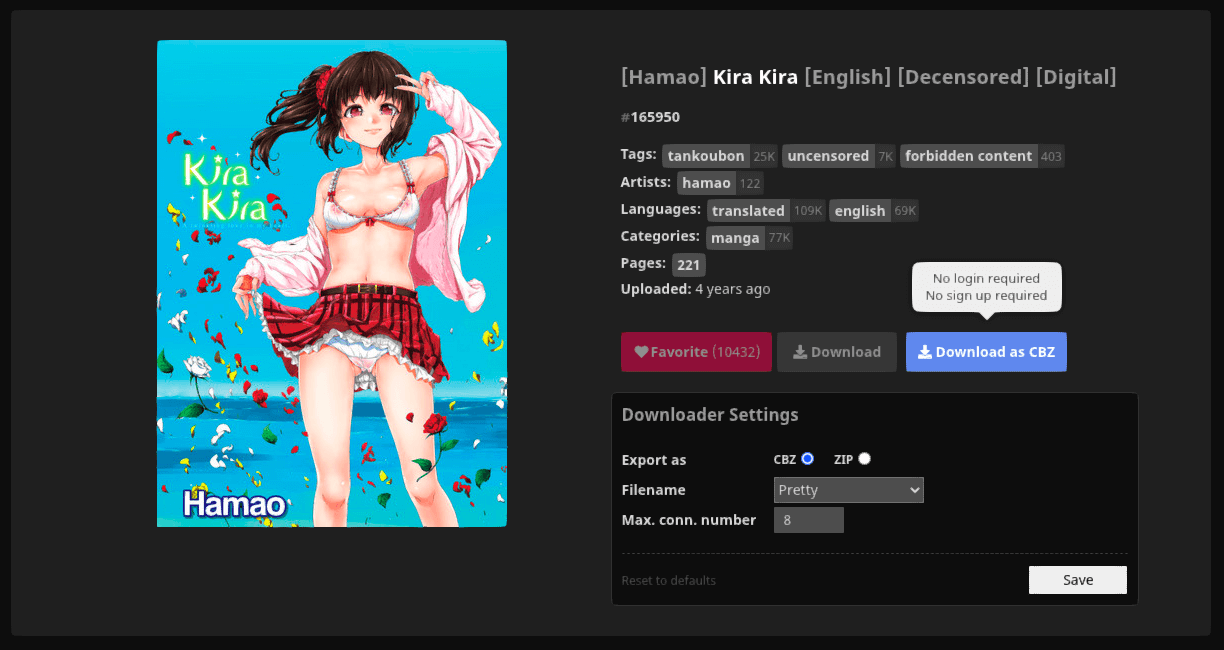 Kira
Kira
Hamao
[Hamao] Kira Kira [English] [Decensored] [Digital]
#165950
Tags: tankoubon 25K uncensored 7K forbidden content 403
Artists: hamao 122
Languages: translated 109K english 69K
Categories: manga 77K
Pages: 221
Uploaded: 4 years ago
No login required
No sign up required
Favorite (10432) Download Download as CBZ
Downloader Settings
Export as CBZ ZIP
Filename Pretty
Max. conn. number 8
Reset to defaults Save